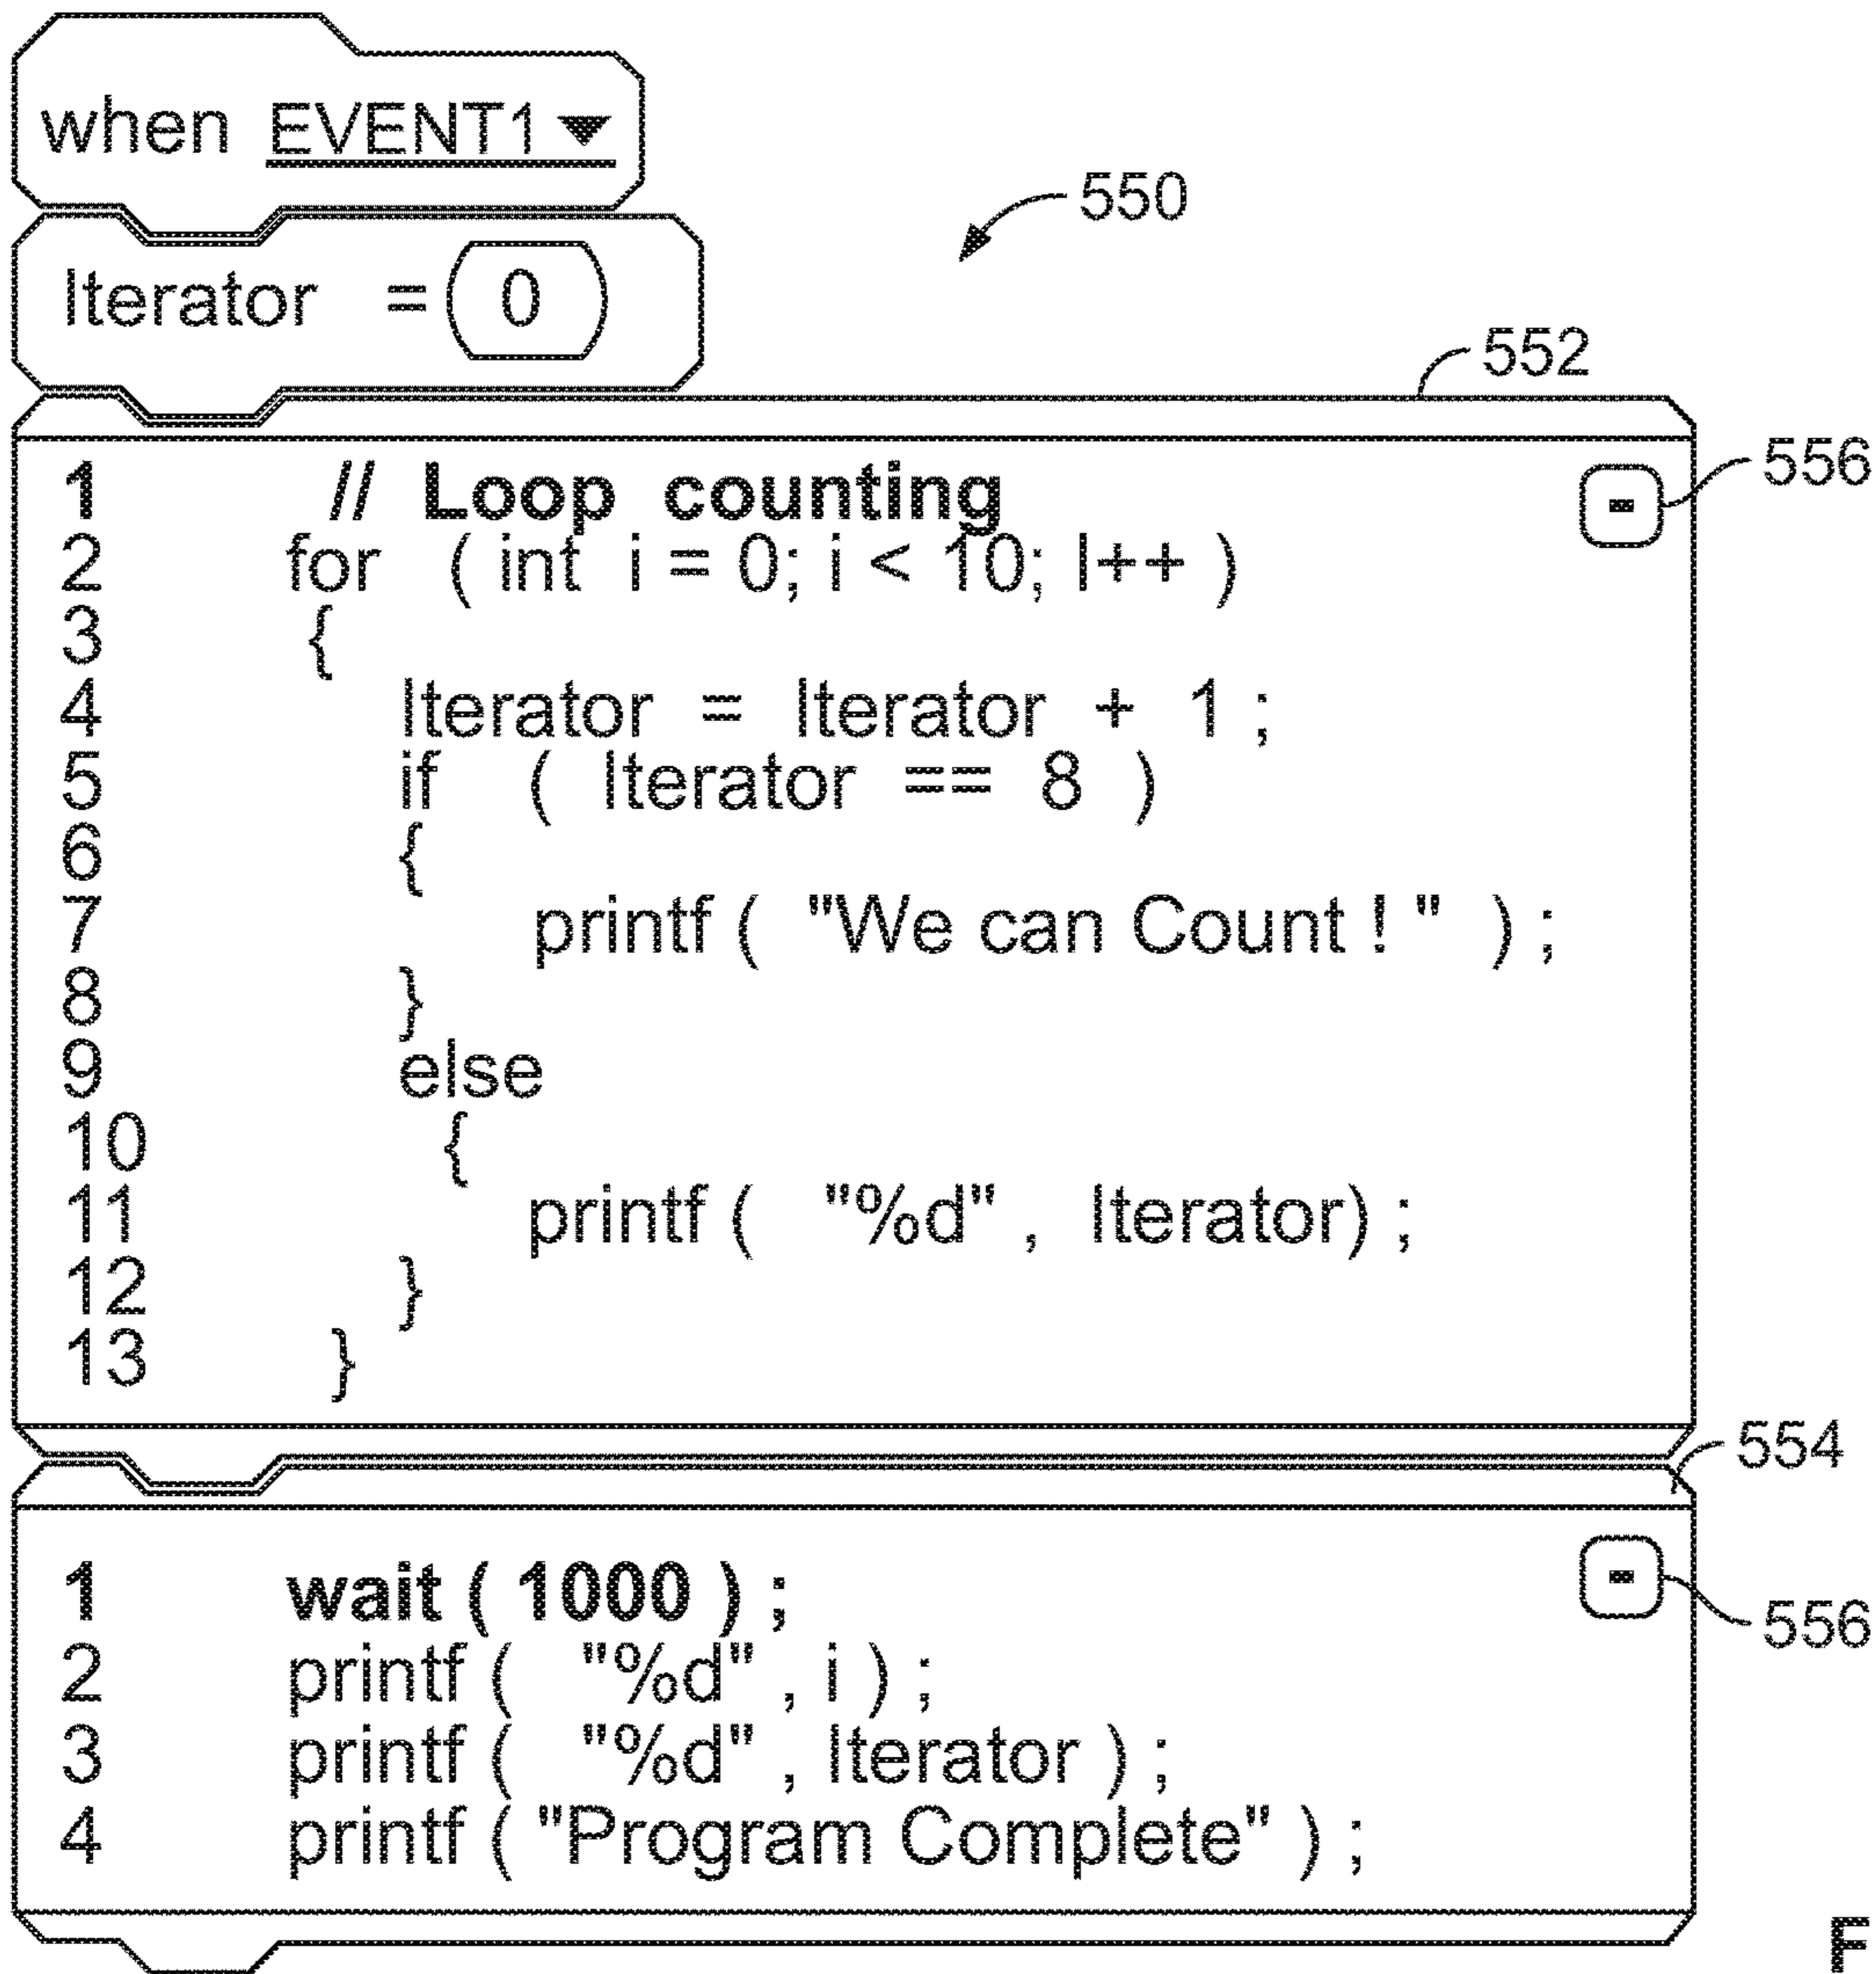 when EVENT1
550
Iterator = 0
552
556
1 // Loop counting
2 for ( int i = 0; i < 10; I++ )
3 {
4 Iterator = Iterator + 1 ;
5 if ( Iterator == 8 )
6 {
7 printf ( "We can Count ! " ) ;
8 }
9 else
10 {
11 printf ( "%d" , Iterator) ;
12 }
13 }
554
556
1 wait ( 1000 ) ;
2 printf ( "%d" , i ) ;
3 printf ( "%d" , Iterator ) ;
4 printf ( "Program Complete" ) ;
F